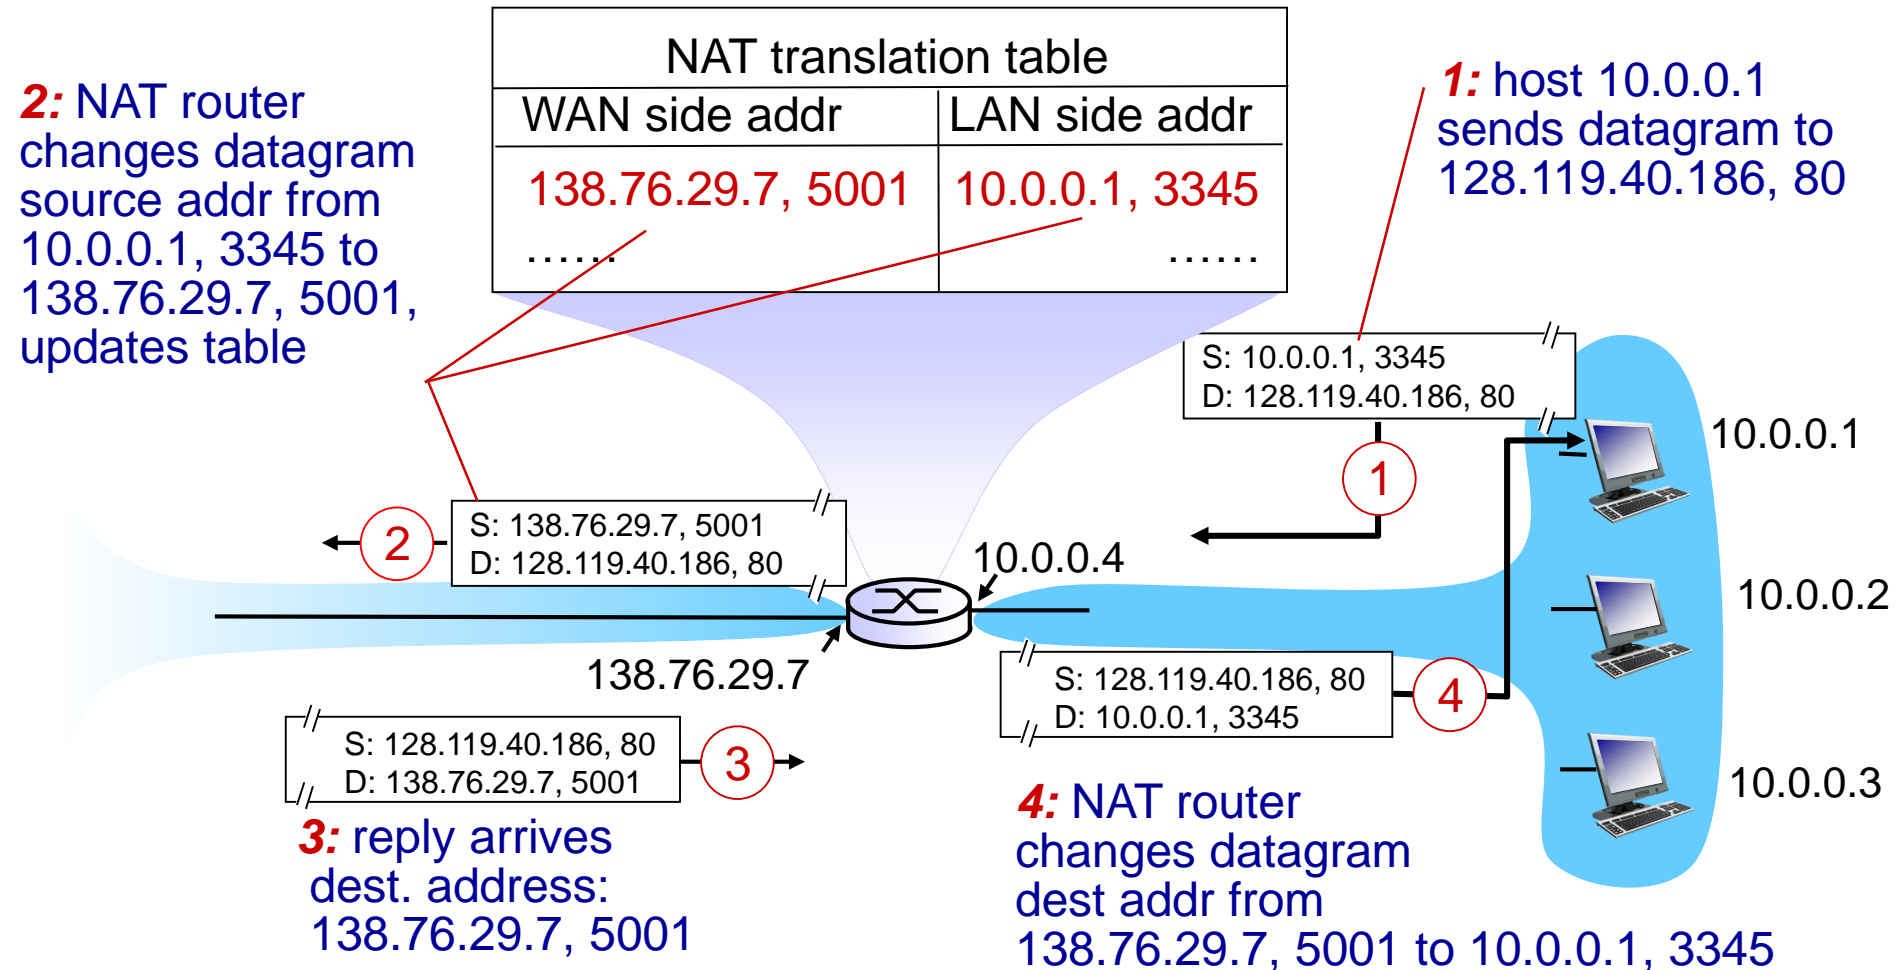 NAT translation table
WAN side addr
LAN side addr
138.76.29.7, 5001
10.0.0.1, 3345
......
......
2: NAT router
changes datagram
source addr from
10.0.0.1, 3345 to
138.76.29.7, 5001,
updates table
1: host 10.0.0.1
sends datagram to
128.119.40.186, 80
S: 10.0.0.1, 3345
D: 128.119.40.186, 80
1
10.0.0.1
S: 138.76.29.7, 5001
D: 128.119.40.186, 80
2
10.0.0.4
10.0.0.2
138.76.29.7
S: 128.119.40.186, 80
D: 10.0.0.1, 3345
4
S: 128.119.40.186, 80
D: 138.76.29.7, 5001
3
10.0.0.3
3: reply arrives
dest. address:
138.76.29.7, 5001
4: NAT router
changes datagram
dest addr from
138.76.29.7, 5001 to 10.0.0.1, 3345